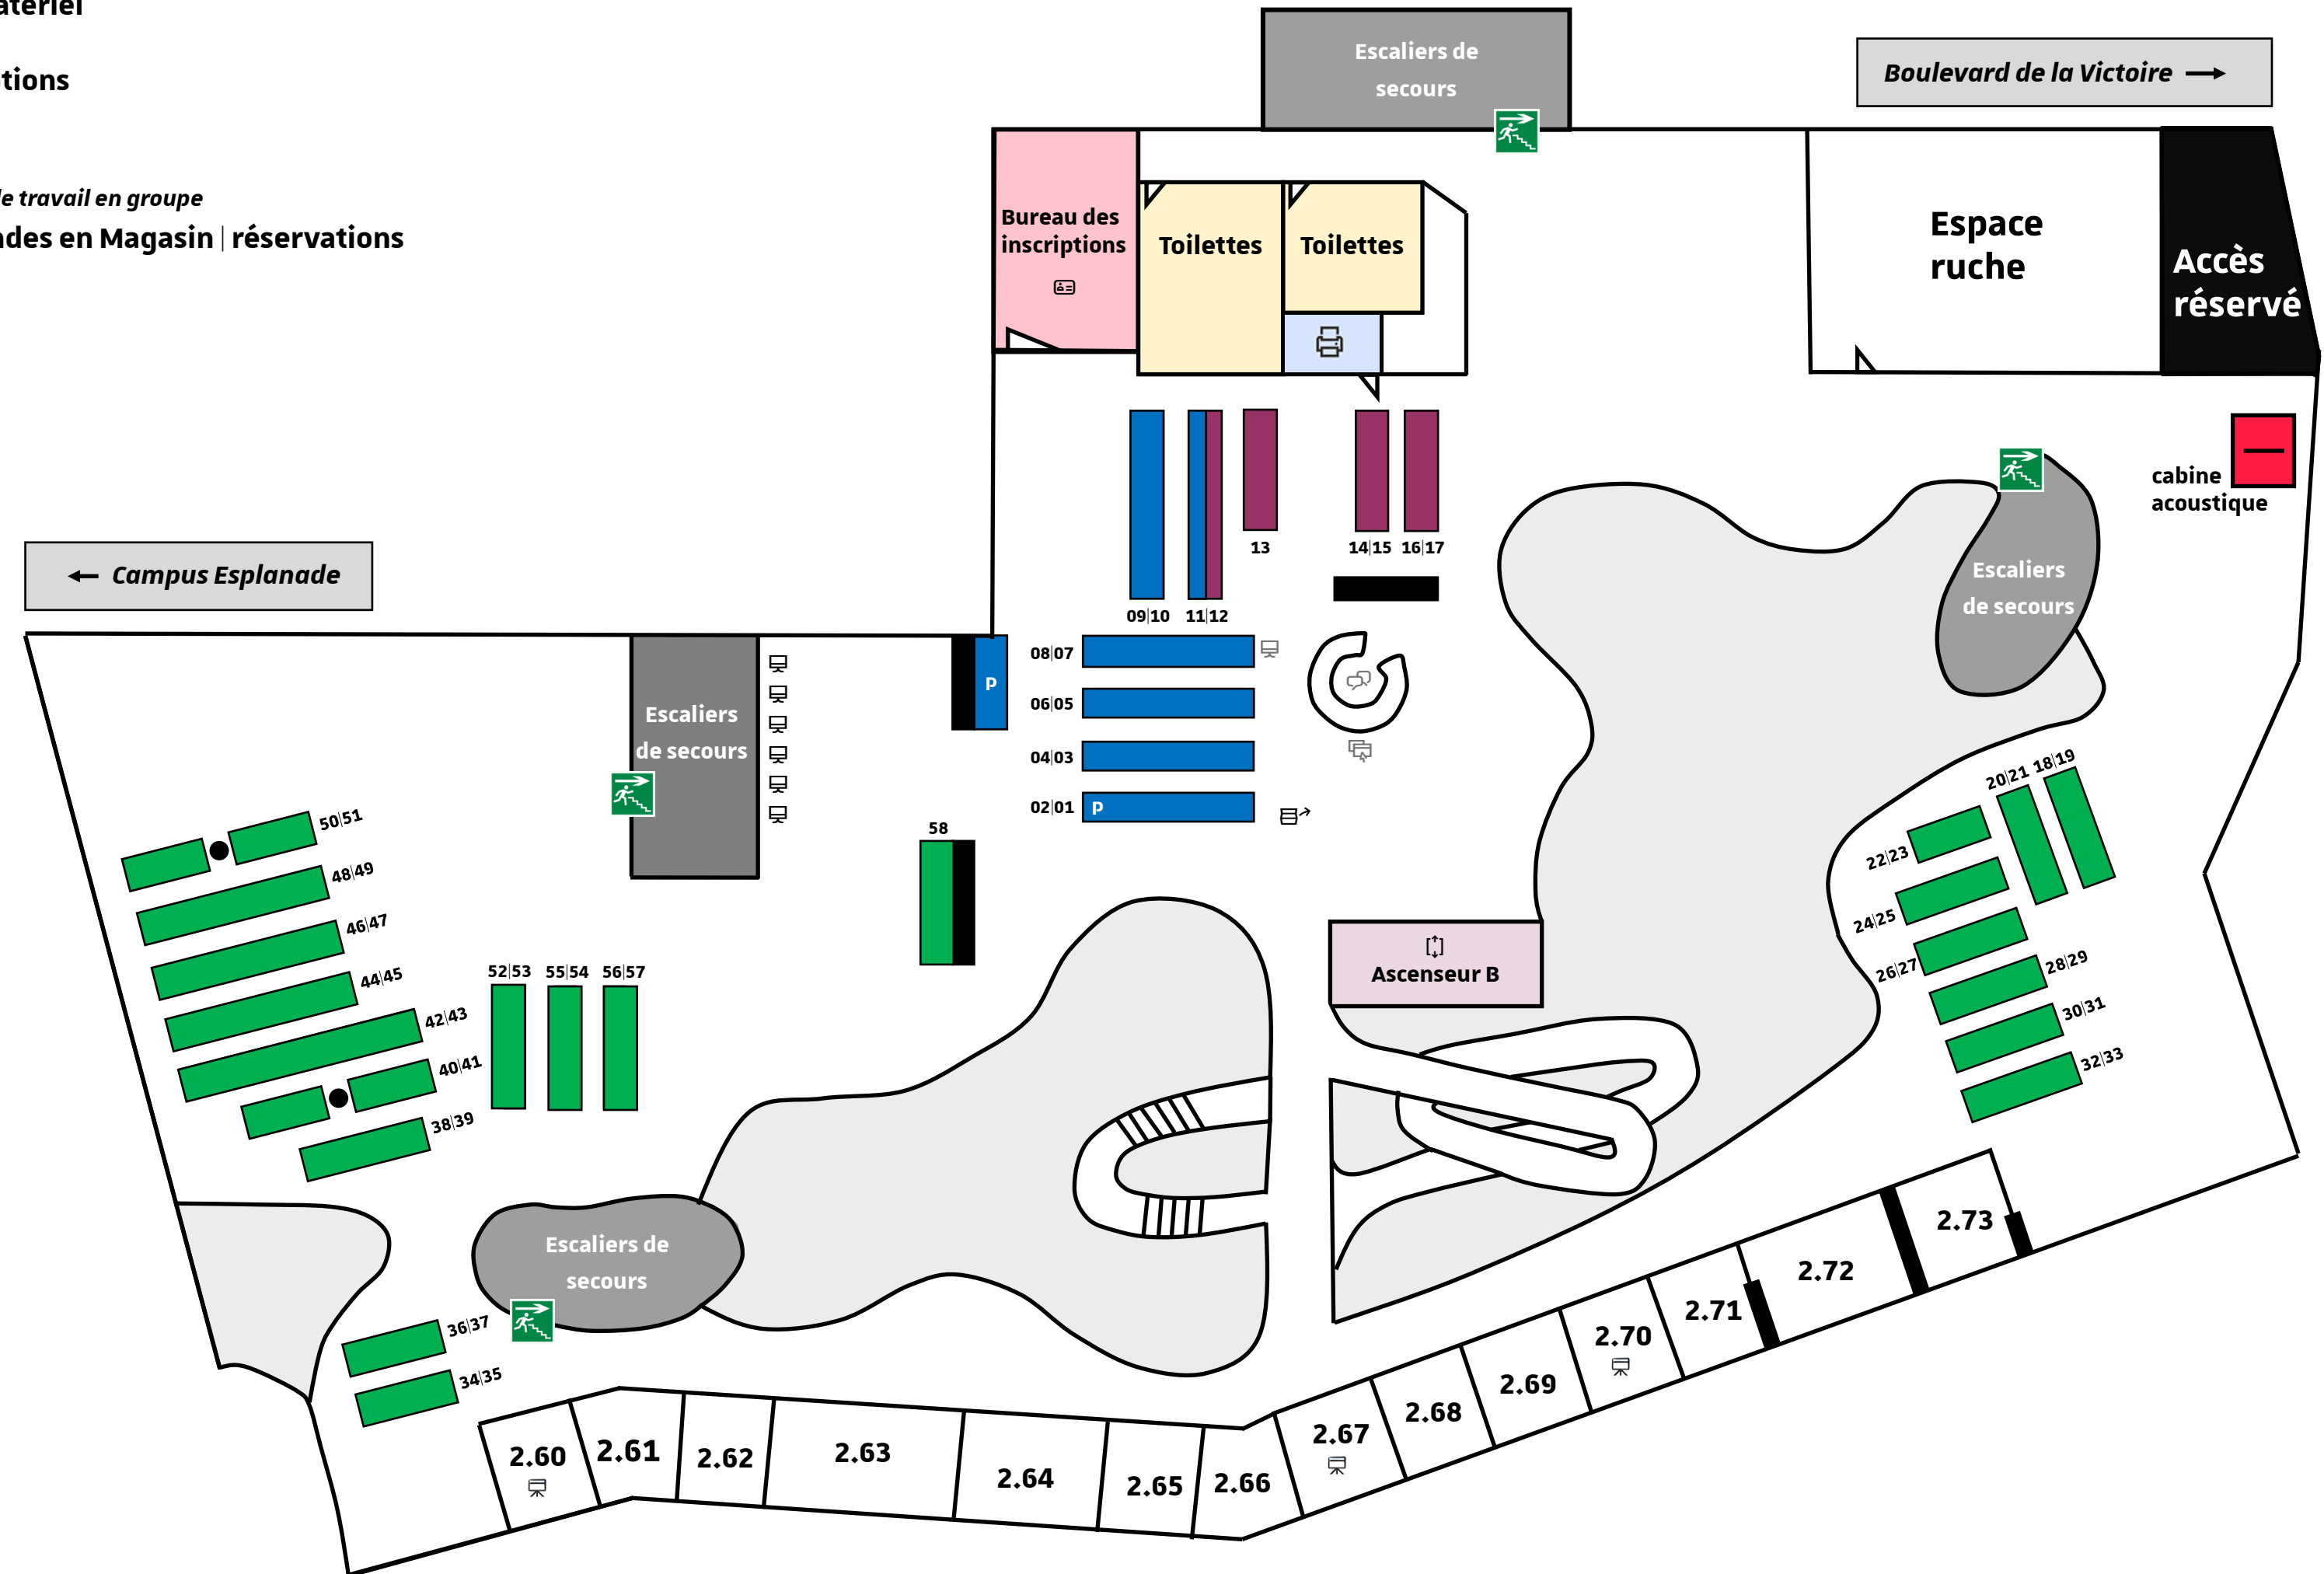 atériel
tions
e travail en groupe
ndes en Magasin | réservations
Escaliers de
secours
Boulevard de la Victoire →
Bureau des
inscriptions
Toilettes
Toilettes
Espace
ruche
Accès
réservé
cabine
acoustique
Escaliers
de secours
← Campus Esplanade
13
14|15
16|17
09|10
11|12
08|07
06|05
04|03
02|01
p
p
Escaliers
de secours
58
50|51
48|49
46|47
44|45
42|43
40|41
38|39
52|53
55|54
56|57
Ascenseur B
20|21
18|19
22|23
24|25
26|27
28|29
30|31
32|33
Escaliers de
secours
36|37
34|35
2.60
2.61
2.62
2.63
2.64
2.65
2.66
2.67
2.68
2.69
2.70
2.71
2.72
2.73